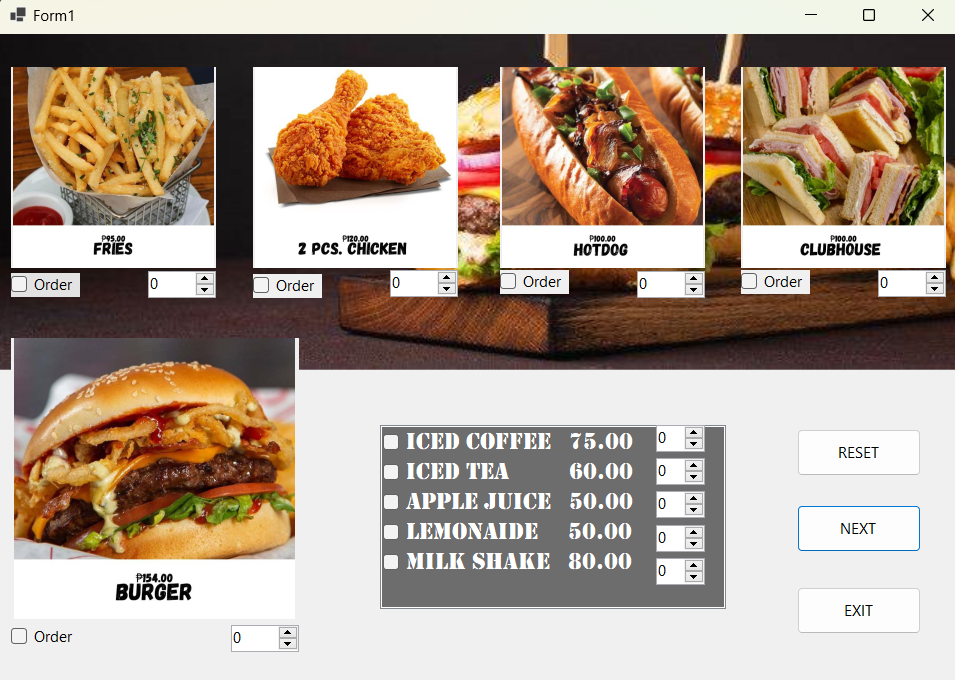 Form1
₱95.00
FRIES
₱120.00
2 PCS. CHICKEN
₱100.00
HOTDOG
₱100.00
CLUBHOUSE
Order 0
Order 0
Order 0
Order 0
₱154.00
BURGER
Order 0
ICED COFFEE 75.00 0
ICED TEA 60.00 0
APPLE JUICE 50.00 0
LEMONAIDE 50.00 0
MILK SHAKE 80.00 0
RESET
NEXT
EXIT